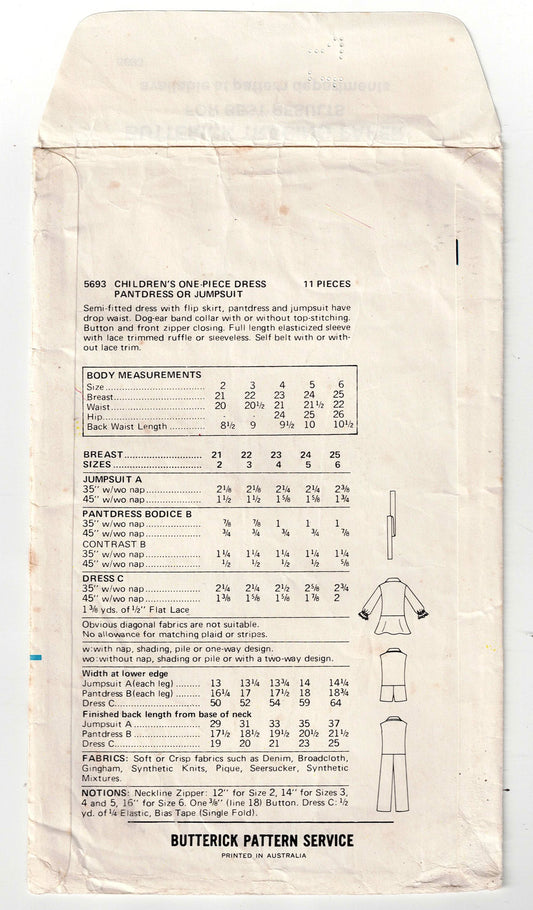 5693
available at pattern departments
FOR BEST RESULTS
BUTTERICK TRACING PAPER
5693 CHILDREN'S ONE-PIECE DRESS 11 PIECES
PANTDRESS OR JUMPSUIT
Semi-fitted dress with flip skirt, pantdress and jumpsuit have
drop waist. Dog-ear band collar with or without top-stitching.
Button and front zipper closing. Full length elasticized sleeve
with lace trimmed ruffle or sleeveless. Self belt with or with-
out lace trim.
BODY MEASUREMENTS
Size 2 3 4 5 6
Breast 21 22 23 24 25
Waist 20 20½ 21 21½ 22
Hip . . 24 25 26
Back Waist Length 8½ 9 9½ 10 10½
BREAST 21 22 23 24 25
SIZES 2 3 4 5 6
JUMPSUIT A
35" w/wo nap 2⅛ 2⅛ 2¼ 2¼ 2⅜
45" w/wo nap 1½ 1½ 1⅝ 1⅝ 1¾
PANTDRESS BODICE B
35" w/wo nap ⅞ ⅞ 1 1 1
45" w/wo nap ¾ ¾ ¾ ¾ ⅞
CONTRAST B
35" w/wo nap 1¼ 1¼ 1¼ 1¼ 1¼
45" w/wo nap ½ ½ ½ ½ ⅝
DRESS C
35" w/wo nap 2¼ 2¼ 2½ 2⅝ 2¾
45" w/wo nap 1⅜ 1⅝ 1⅝ 1⅞ 2
1⅜ yds. of ½" Flat Lace
Obvious diagonal fabrics are not suitable.
No allowance for matching plaid or stripes.
w:with nap, shading, pile or one-way design.
wo:without nap, shading or pile or with a two-way design.
Width at lower edge
Jumpsuit A(each leg) 13 13¼ 13¾ 14 14¼
Pantdress B(each leg) 16¼ 17 17½ 18 18¾
Dress C 50 52 54 59 64
Finished back length from base of neck
Jumpsuit A 29 31 33 35 37
Pantdress B 17½ 18½ 19½ 20½ 21½
Dress C 19 20 21 23 25
FABRICS: Soft or Crisp fabrics such as Denim, Broadcloth,
Gingham, Synthetic Knits, Pique, Seersucker, Synthetic
Mixtures.
NOTIONS: Neckline Zipper: 12" for Size 2, 14" for Sizes 3,
4 and 5, 16" for Size 6. One ⅜" (line 18) Button. Dress C: ½
yd. of ¼ Elastic, Bias Tape (Single Fold).
BUTTERICK PATTERN SERVICE
PRINTED IN AUSTRALIA